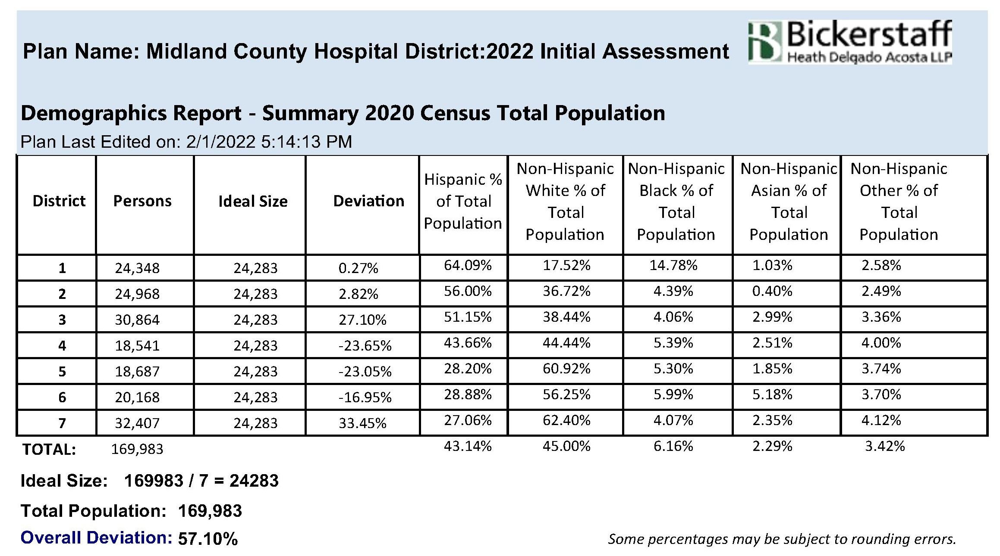 Plan Name: Midland County Hospital District:2022 Initial Assessment
Bickerstaff
Heath Delgado Acosta LLP
Demographics Report - Summary 2020 Census Total Population
Plan Last Edited on: 2/1/2022 5:14:13 PM
District Persons Ideal Size Deviation Hispanic % of Total Population Non-Hispanic White % of Total Population Non-Hispanic Black % of Total Population Non-Hispanic Asian % of Total Population Non-Hispanic Other % of Total Population
1 24,348 24,283 0.27% 64.09% 17.52% 14.78% 1.03% 2.58%
2 24,968 24,283 2.82% 56.00% 36.72% 4.39% 0.40% 2.49%
3 30,864 24,283 27.10% 51.15% 38.44% 4.06% 2.99% 3.36%
4 18,541 24,283 -23.65% 43.66% 44.44% 5.39% 2.51% 4.00%
5 18,687 24,283 -23.05% 28.20% 60.92% 5.30% 1.85% 3.74%
6 20,168 24,283 -16.95% 28.88% 56.25% 5.99% 5.18% 3.70%
7 32,407 24,283 33.45% 27.06% 62.40% 4.07% 2.35% 4.12%
TOTAL: 169,983 43.14% 45.00% 6.16% 2.29% 3.42%
Ideal Size: 169983 / 7 = 24283
Total Population: 169,983
Overall Deviation: 57.10%
Some percentages may be subject to rounding errors.